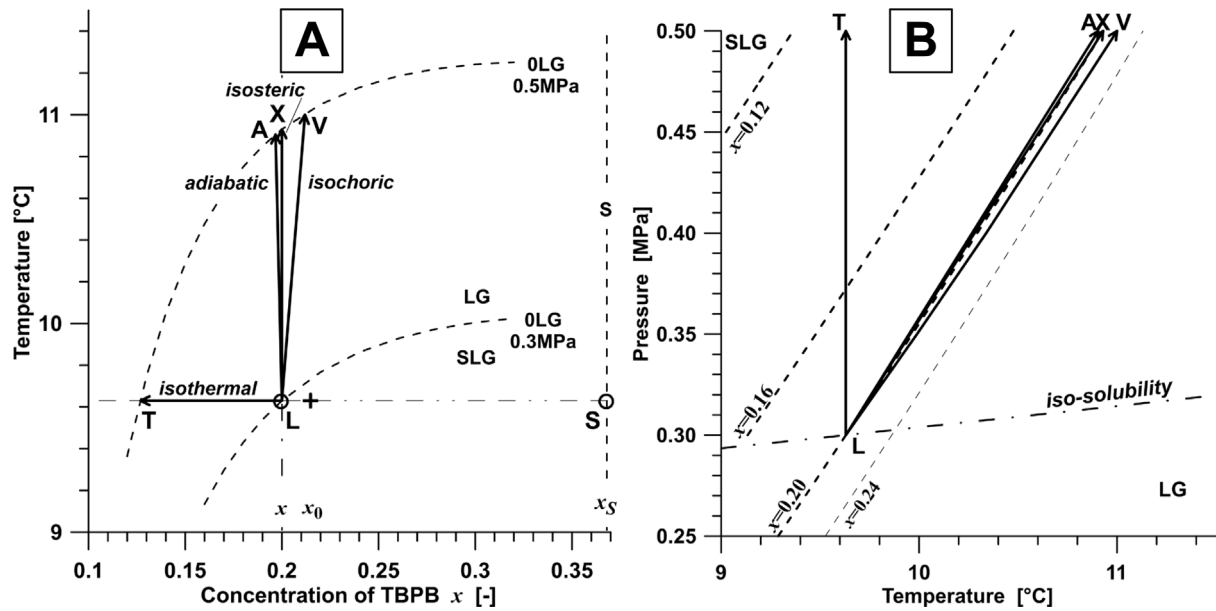 A
0LG
0.5MPa
11
isosteric
X
A
V
adiabatic
isochoric
S
Temperature [°C]
LG
0LG
10
0.3MPa
SLG
isothermal
+
T
L
S
x
x0
xS
9
0.1
0.15
0.2
0.25
0.3
0.35
Concentration of TBPB x [-]
B
0.50
SLG
T
AX V
0.45
x=0.12
0.40
Pressure [MPa]
0.35
x=0.16
iso-solubility
0.30
L
x=0.20
x=0.24
LG
0.25
9
10
11
Temperature [°C]